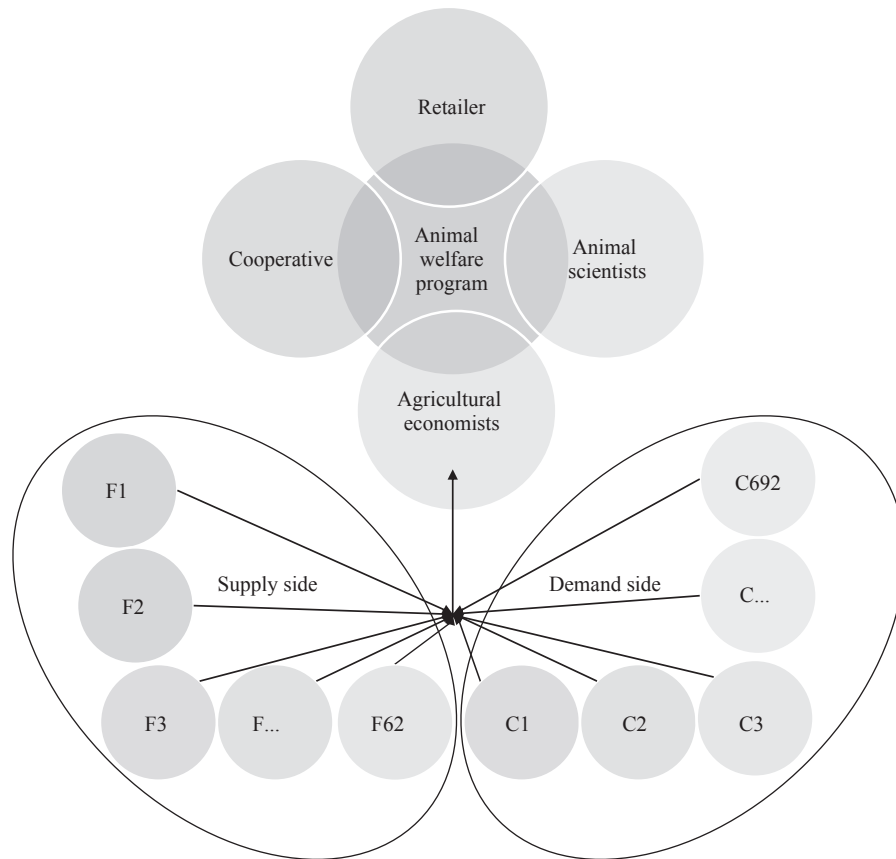 Retailer
Cooperative
Animal
welfare
program
Animal
scientists
Agricultural
economists
F1
C692
Supply side
Demand side
F2
C...
F3
F...
F62
C1
C2
C3